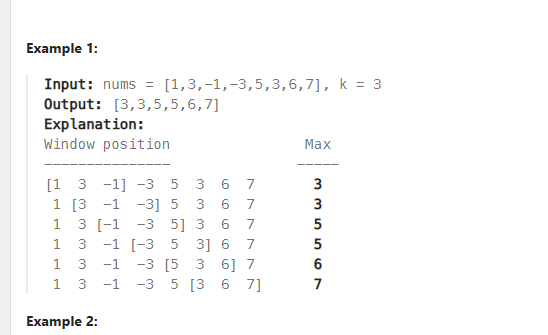 Example 1:
Input: nums = [1,3,-1,-3,5,3,6,7], k = 3
Output: [3,3,5,5,6,7]
Explanation:
Window position                Max
---------------               -----
[1  3  -1] -3  5  3  6  7       3
 1 [3  -1  -3] 5  3  6  7       3
 1  3 [-1  -3  5] 3  6  7       5
 1  3  -1 [-3  5  3] 6  7       5
 1  3  -1  -3 [5  3  6] 7       6
 1  3  -1  -3  5 [3  6  7]      7
Example 2: